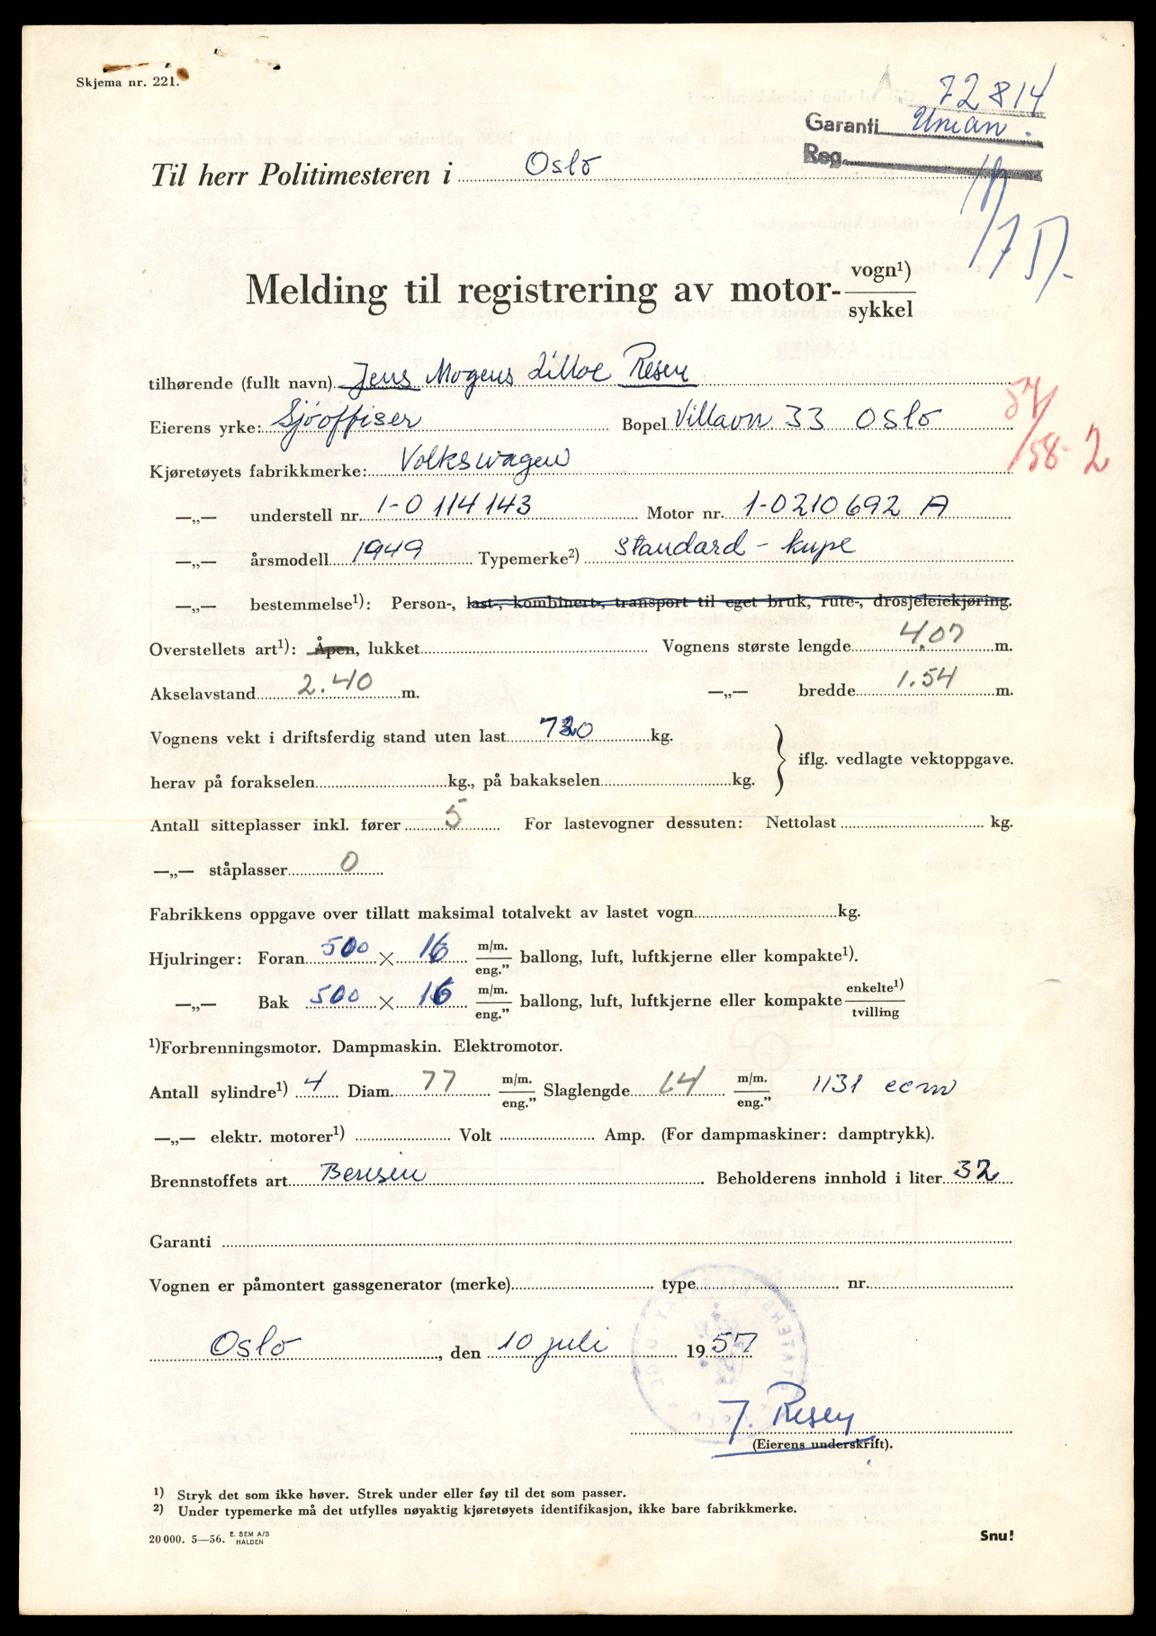 Skjema nr. 221.
72814
Garanti Union.
Reg.
Til herr Politimesteren i Oslo
Melding til registrering av motor- vogn¹) / sykkel
tilhørende (fullt navn) Jens Mogens Lilloe Resen
Eierens yrke: Sjöoffiser Bopel Villavn. 33 Oslo
57/58-2
Kjøretøyets fabrikkmerke: Volkswagen
—„— understell nr. 1-0 114 143 Motor nr. 1-0210692 A
—„— årsmodell 1949 Typemerke²) Standard - kupe
—„— bestemmelse¹): Person-, last-, kombinert-, transport til eget bruk, rute-, drosjeleiekjøring.
Overstellets art¹): Åpen, lukket Vognens største lengde 4.07 m.
Akselavstand 2.40 m. —„— bredde 1.54 m.
Vognens vekt i driftsferdig stand uten last 720 kg.
iflg. vedlagte vektoppgave.
herav på forakselen kg., på bakakselen kg.
Antall sitteplasser inkl. fører 5 For lastevogner dessuten: Nettolast kg.
—„— ståplasser 0
Fabrikkens oppgave over tillatt maksimal totalvekt av lastet vogn kg.
Hjulringer: Foran 500 × 16 m/m. / eng.” ballong, luft, luftkjerne eller kompakte¹).
—„— Bak 500 × 16 m/m. / eng.” ballong, luft, luftkjerne eller kompakte enkelte¹) / tvilling
¹)Forbrenningsmotor. Dampmaskin. Elektromotor.
Antall sylindre¹) 4 Diam. 77 m/m. / eng.” Slaglengde 64 m/m. / eng.” 1131 ccm
—„— elektr. motorer¹) Volt Amp. (For dampmaskiner: damptrykk).
Brennstoffets art Bensin Beholderens innhold i liter 32
Garanti
Vognen er påmontert gassgenerator (merke) type nr.
Oslo, den 10 juli 1957
J. Resen
(Eierens underskrift).
¹) Stryk det som ikke høver. Strek under eller føy til det som passer.
²) Under typemerke må det utfylles nøyaktig kjøretøyets identifikasjon, ikke bare fabrikkmerke.
20 000. 5—56. E. SEM A/S HALDEN
Snu!